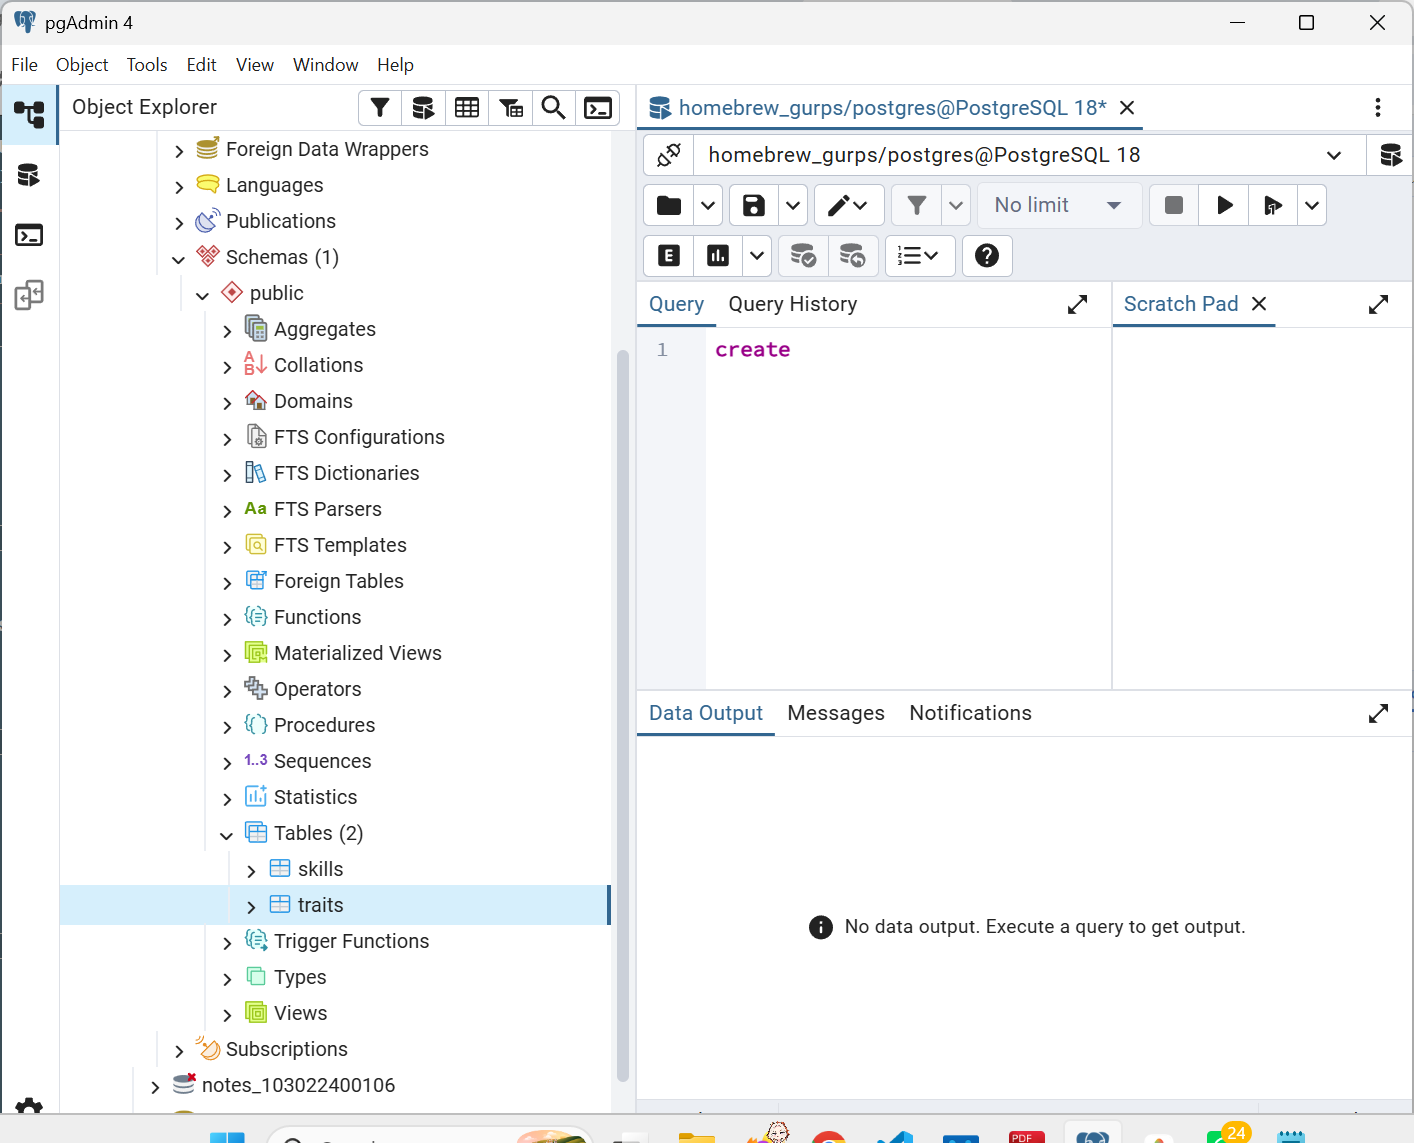 pgAdmin 4
File Object Tools Edit View Window Help
Object Explorer
Foreign Data Wrappers
Languages
Publications
Schemas (1)
public
Aggregates
Collations
Domains
FTS Configurations
FTS Dictionaries
Aa FTS Parsers
FTS Templates
Foreign Tables
Functions
Materialized Views
Operators
Procedures
1..3 Sequences
Statistics
Tables (2)
skills
traits
Trigger Functions
Types
Views
Subscriptions
notes_103022400106
homebrew_gurps/postgres@PostgreSQL 18*
homebrew_gurps/postgres@PostgreSQL 18
No limit
E
Query Query History
Scratch Pad
1 create
Data Output Messages Notifications
No data output. Execute a query to get output.
PDF
24